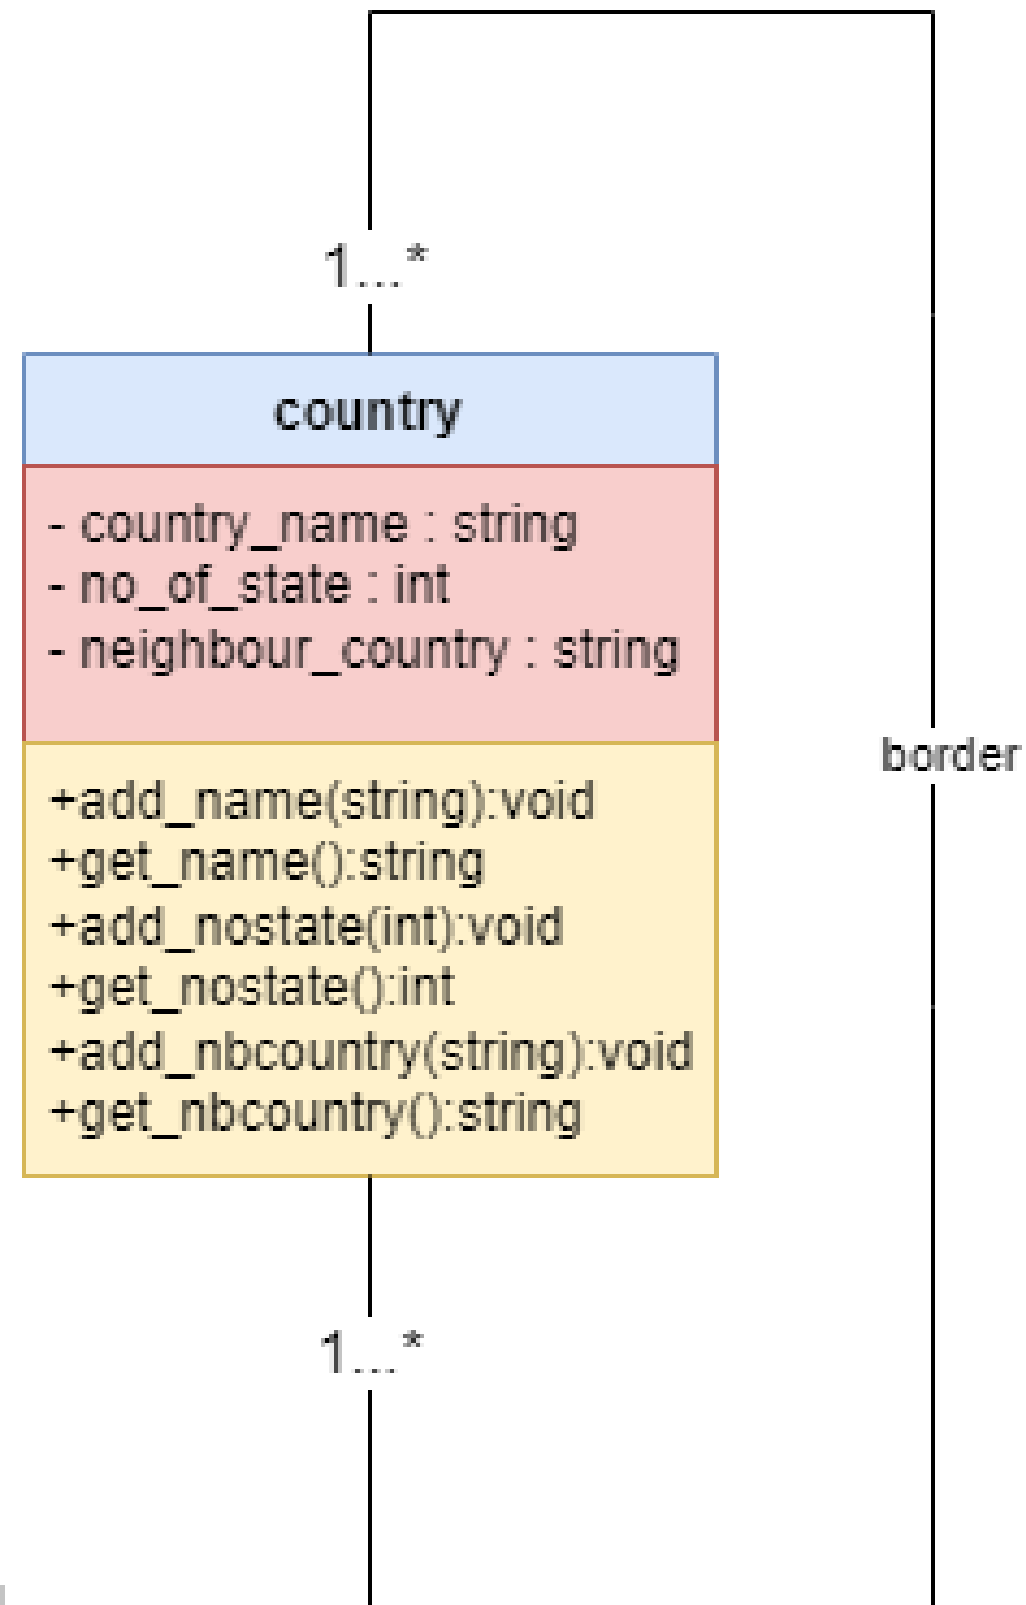 1...*
country
- country_name : string
- no_of_state : int
- neighbour_country : string
border
+add_name(string):void
+get_name():string
+add_nostate(int):void
+get_nostate():int
+add_nbcountry(string):void
+get_nbcountry():string
1...*